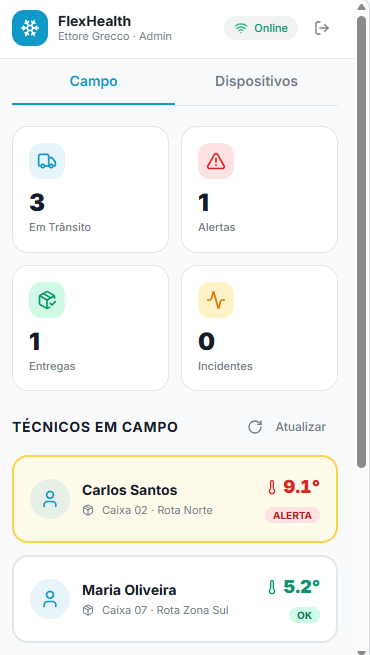 FlexHealth
Ettore Grecco · Admin
Online
Campo
Dispositivos
3
Em Trânsito
1
Alertas
1
Entregas
0
Incidentes
TÉCNICOS EM CAMPO
Atualizar
Carlos Santos
Caixa 02 · Rota Norte
9.1°
ALERTA
Maria Oliveira
Caixa 07 · Rota Zona Sul
5.2°
OK